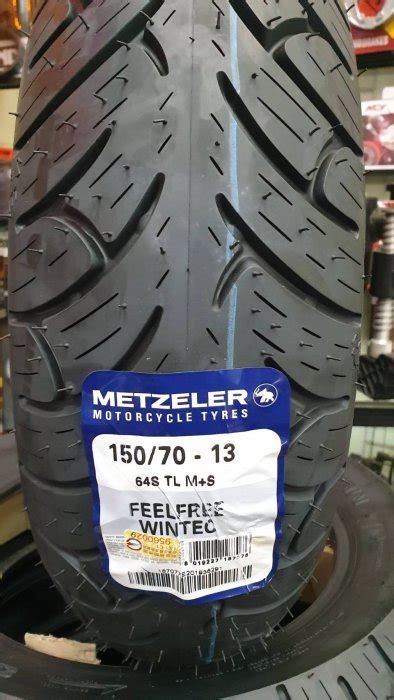 METZELER
MOTORCYCLE TYRES
150/70 - 13
64S TL M+S
FEELFREE
WINTEC